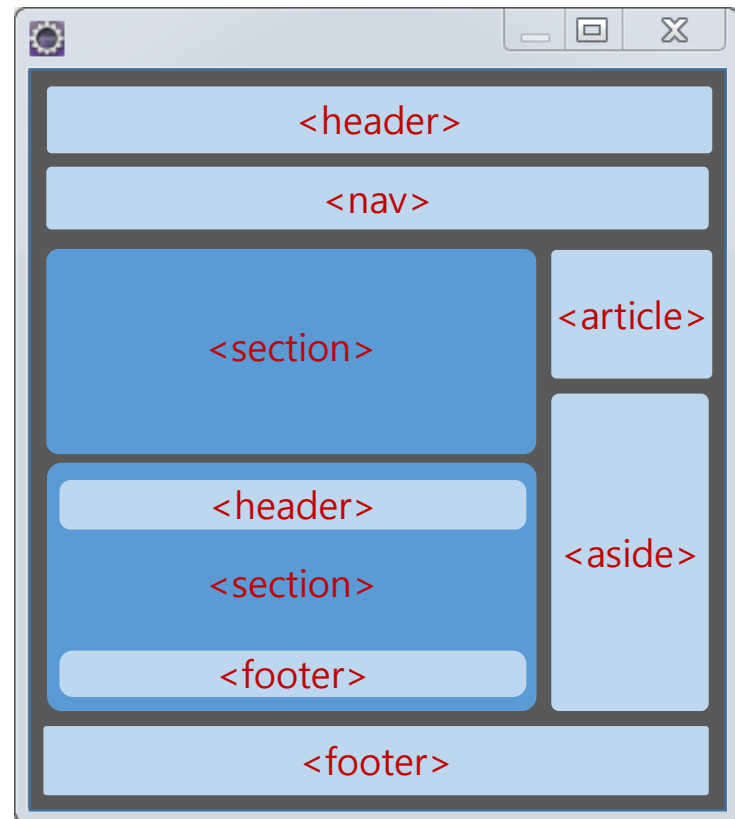 <header>
<nav>
<section>
<article>
<header>
<section>
<footer>
<aside>
<footer>